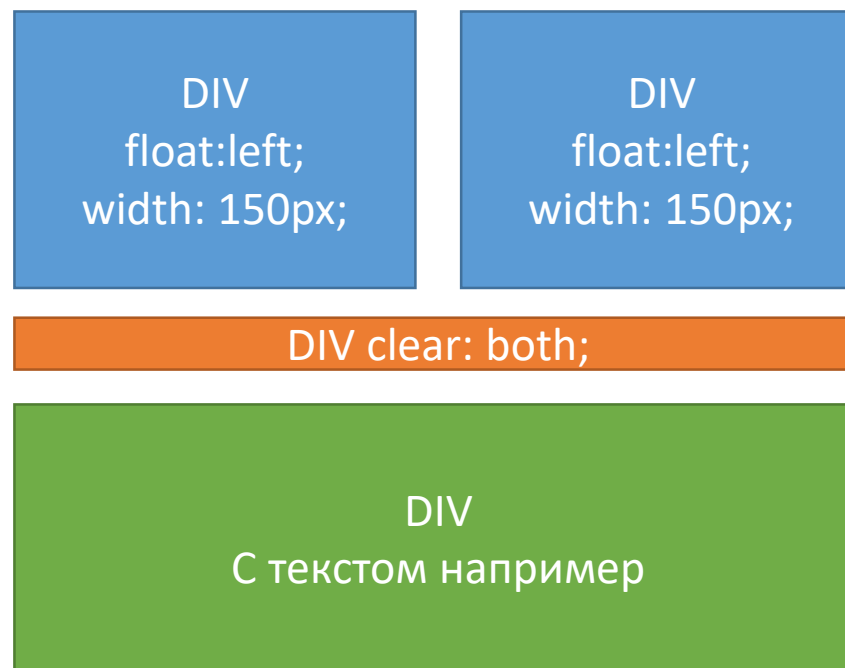 DIV
float:left;
width: 150px;
DIV
float:left;
width: 150px;
DIV clear: both;
DIV
С текстом например